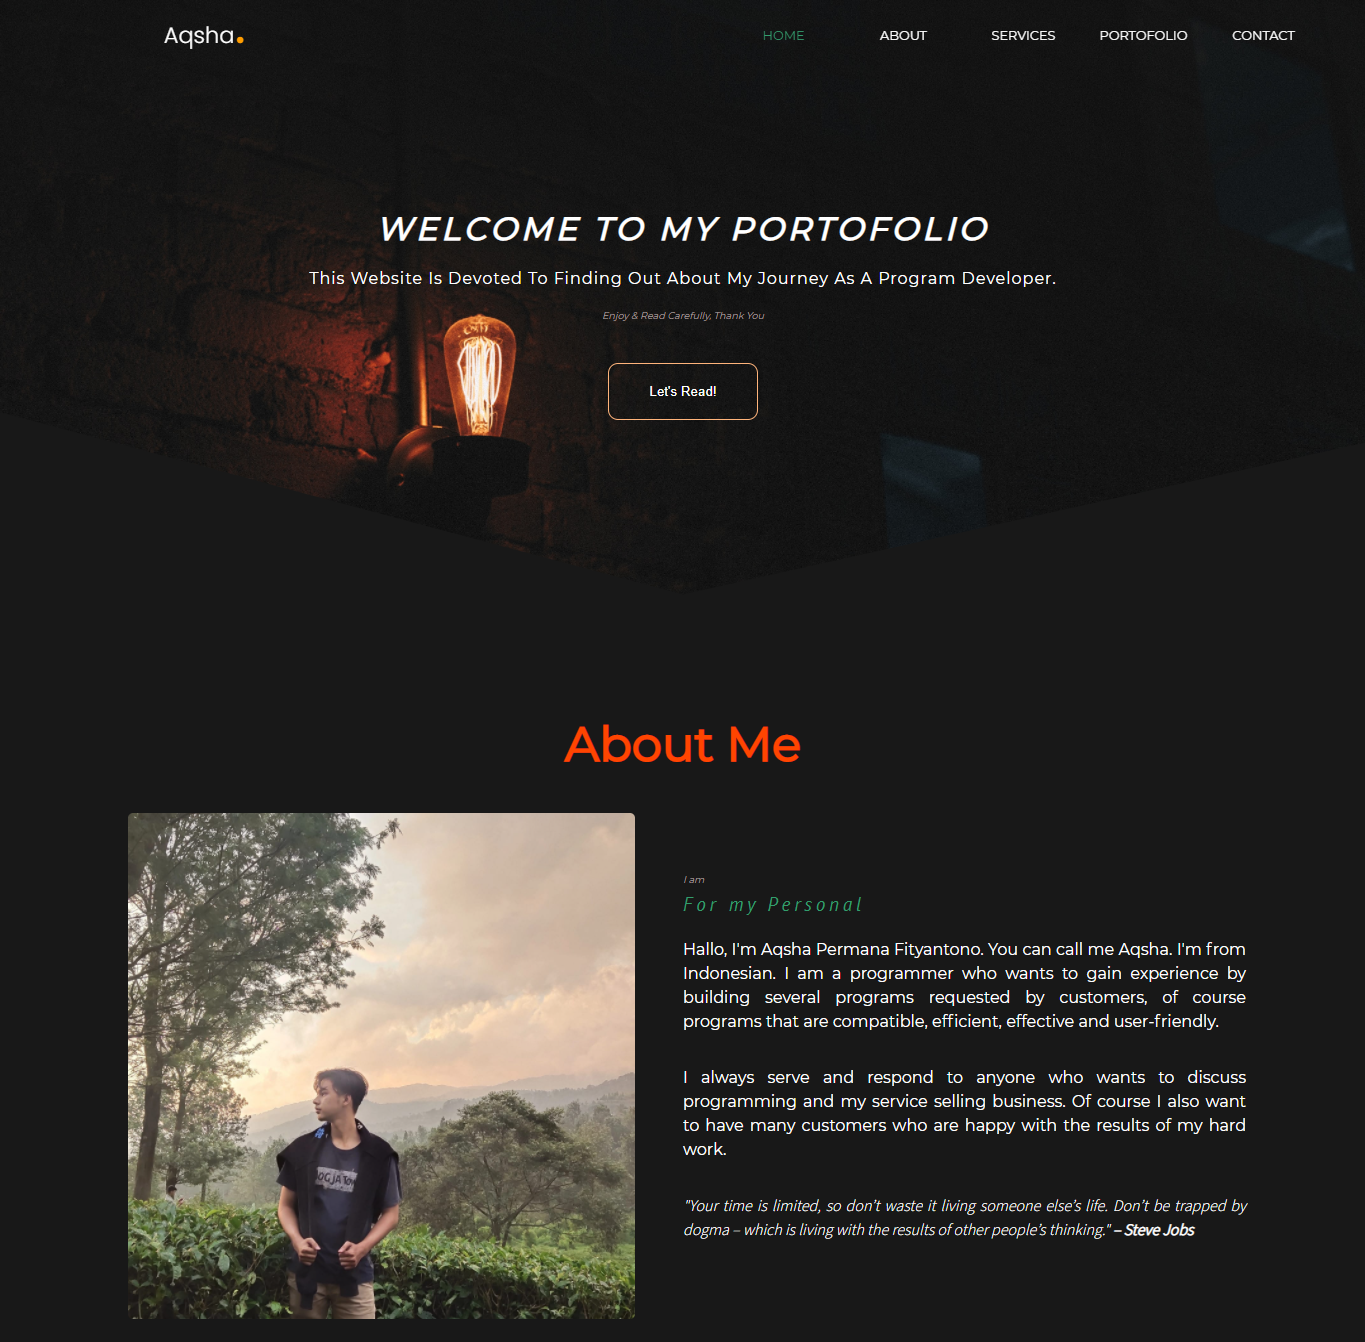 Aqsha.
HOME ABOUT SERVICES PORTOFOLIO CONTACT
WELCOME TO MY PORTOFOLIO
This Website Is Devoted To Finding Out About My Journey As A Program Developer.
Enjoy & Read Carefully, Thank You
Let's Read!
About Me
I am
For my Personal
Hallo, I'm Aqsha Permana Fityantono. You can call me Aqsha. I'm from
Indonesian. I am a programmer who wants to gain experience by
building several programs requested by customers, of course
programs that are compatible, efficient, effective and user-friendly.
I always serve and respond to anyone who wants to discuss
programming and my service selling business. Of course I also want
to have many customers who are happy with the results of my hard
work.
"Your time is limited, so don’t waste it living someone else’s life. Don’t be trapped by
dogma – which is living with the results of other people’s thinking." – Steve Jobs